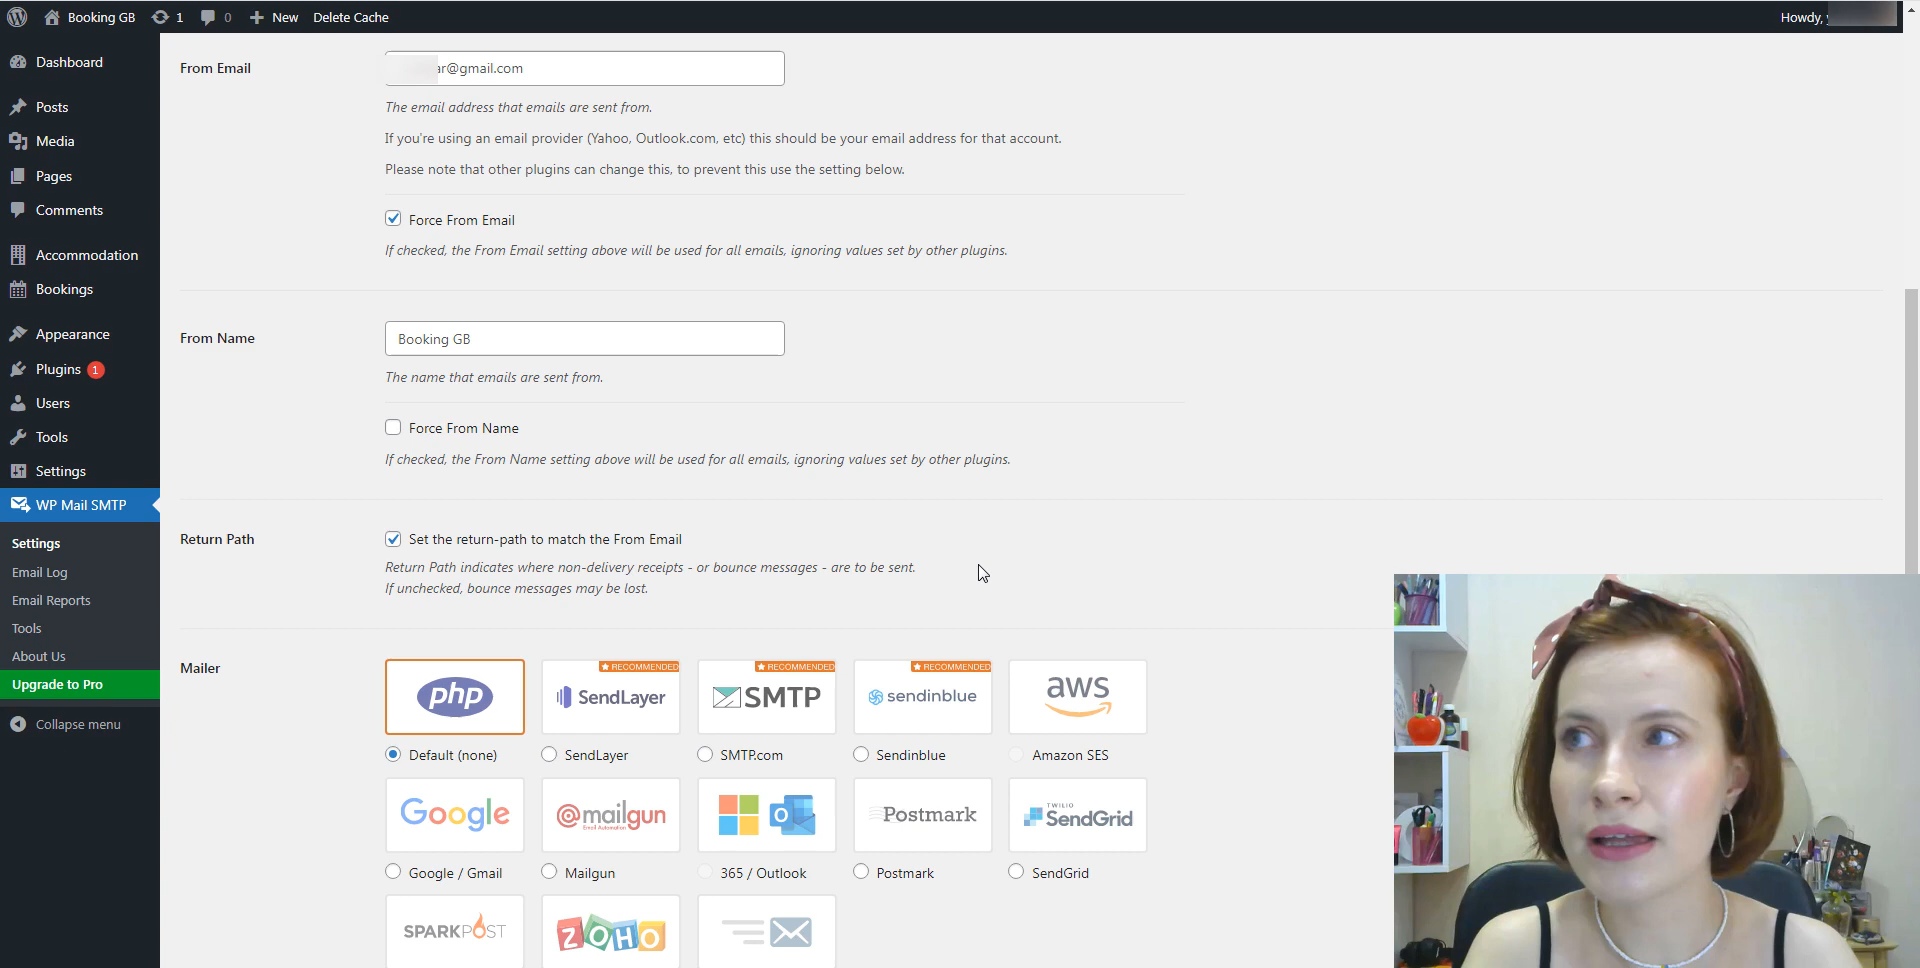 Booking GB 1 0 New Delete Cache Howdy,
Dashboard
Posts
Media
Pages
Comments
Accommodation
Bookings
Appearance
Plugins 1
Users
Tools
Settings
WP Mail SMTP
Settings
Email Log
Email Reports
Tools
About Us
Upgrade to Pro
Collapse menu
From Email
ar@gmail.com
The email address that emails are sent from.
If you're using an email provider (Yahoo, Outlook.com, etc) this should be your email address for that account.
Please note that other plugins can change this, to prevent this use the setting below.
Force From Email
If checked, the From Email setting above will be used for all emails, ignoring values set by other plugins.
From Name
Booking GB
The name that emails are sent from.
Force From Name
If checked, the From Name setting above will be used for all emails, ignoring values set by other plugins.
Return Path
Set the return-path to match the From Email
Return Path indicates where non-delivery receipts - or bounce messages - are to be sent.
If unchecked, bounce messages may be lost.
Mailer
RECOMMENDED RECOMMENDED RECOMMENDED
php SendLayer SMTP sendinblue aws
Default (none) SendLayer SMTP.com Sendinblue Amazon SES
Google @mailgun Postmark TWILIO SendGrid
Email Automation
Google / Gmail Mailgun 365 / Outlook Postmark SendGrid
SPARKPOST ZOHO